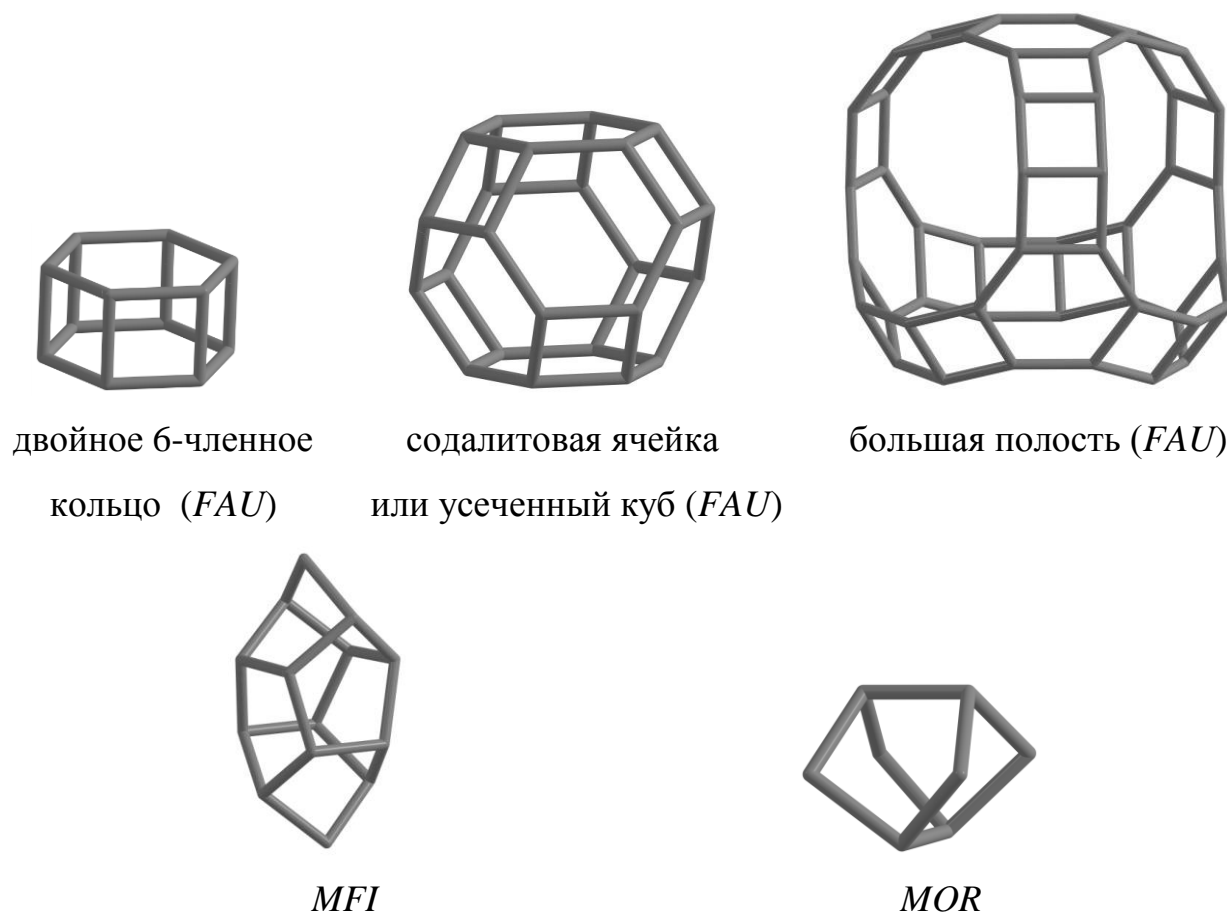 двойное 6-членное
кольцо (FAU)
содалитовая ячейка
или усеченный куб (FAU)
большая полость (FAU)
MFI
MOR